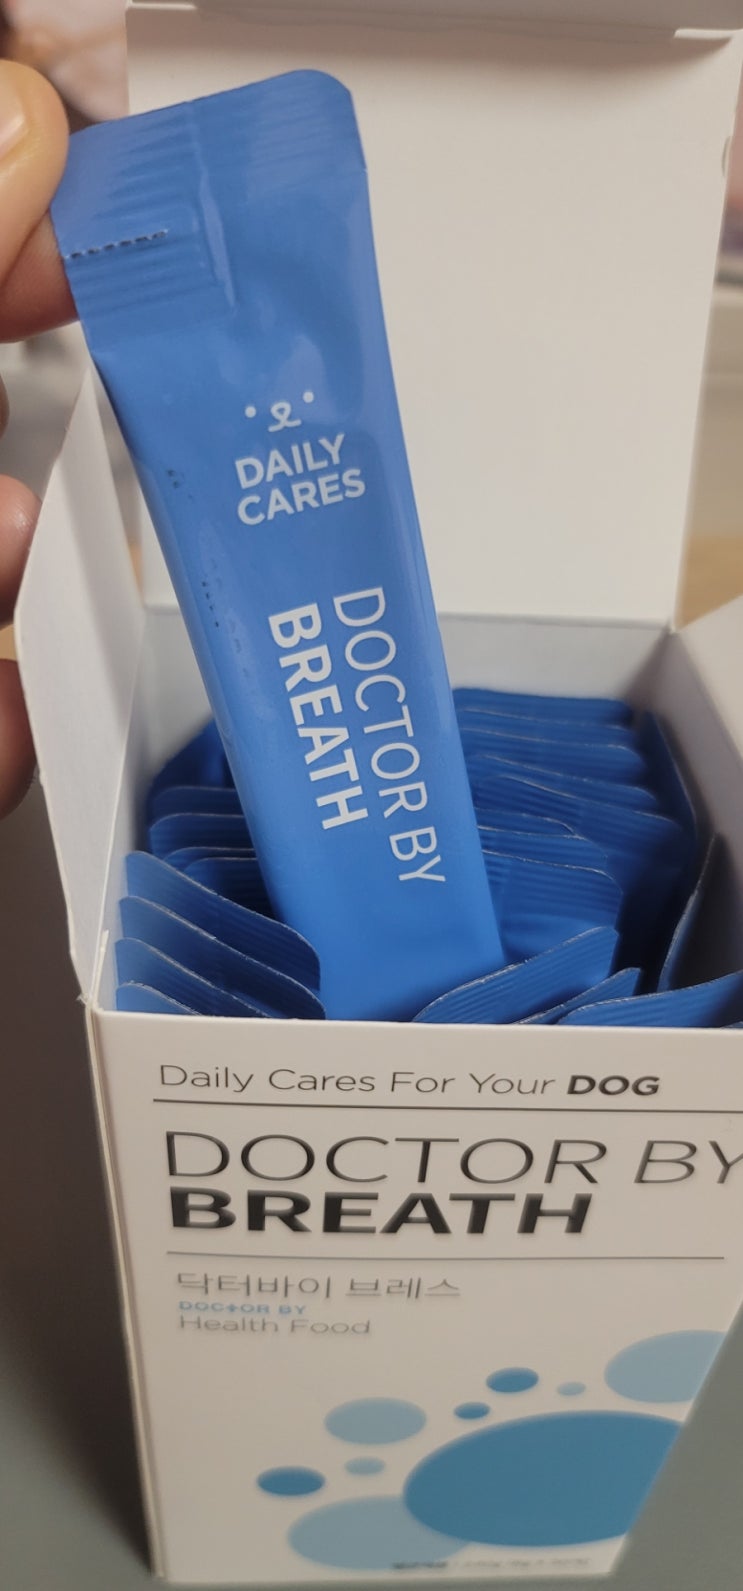 DAILY
CARES
DOCTOR BY
BREATH
Daily Cares For Your DOG
DOCTOR BY
BREATH
닥터바이 브레스
DOCTOR BY
Health Food